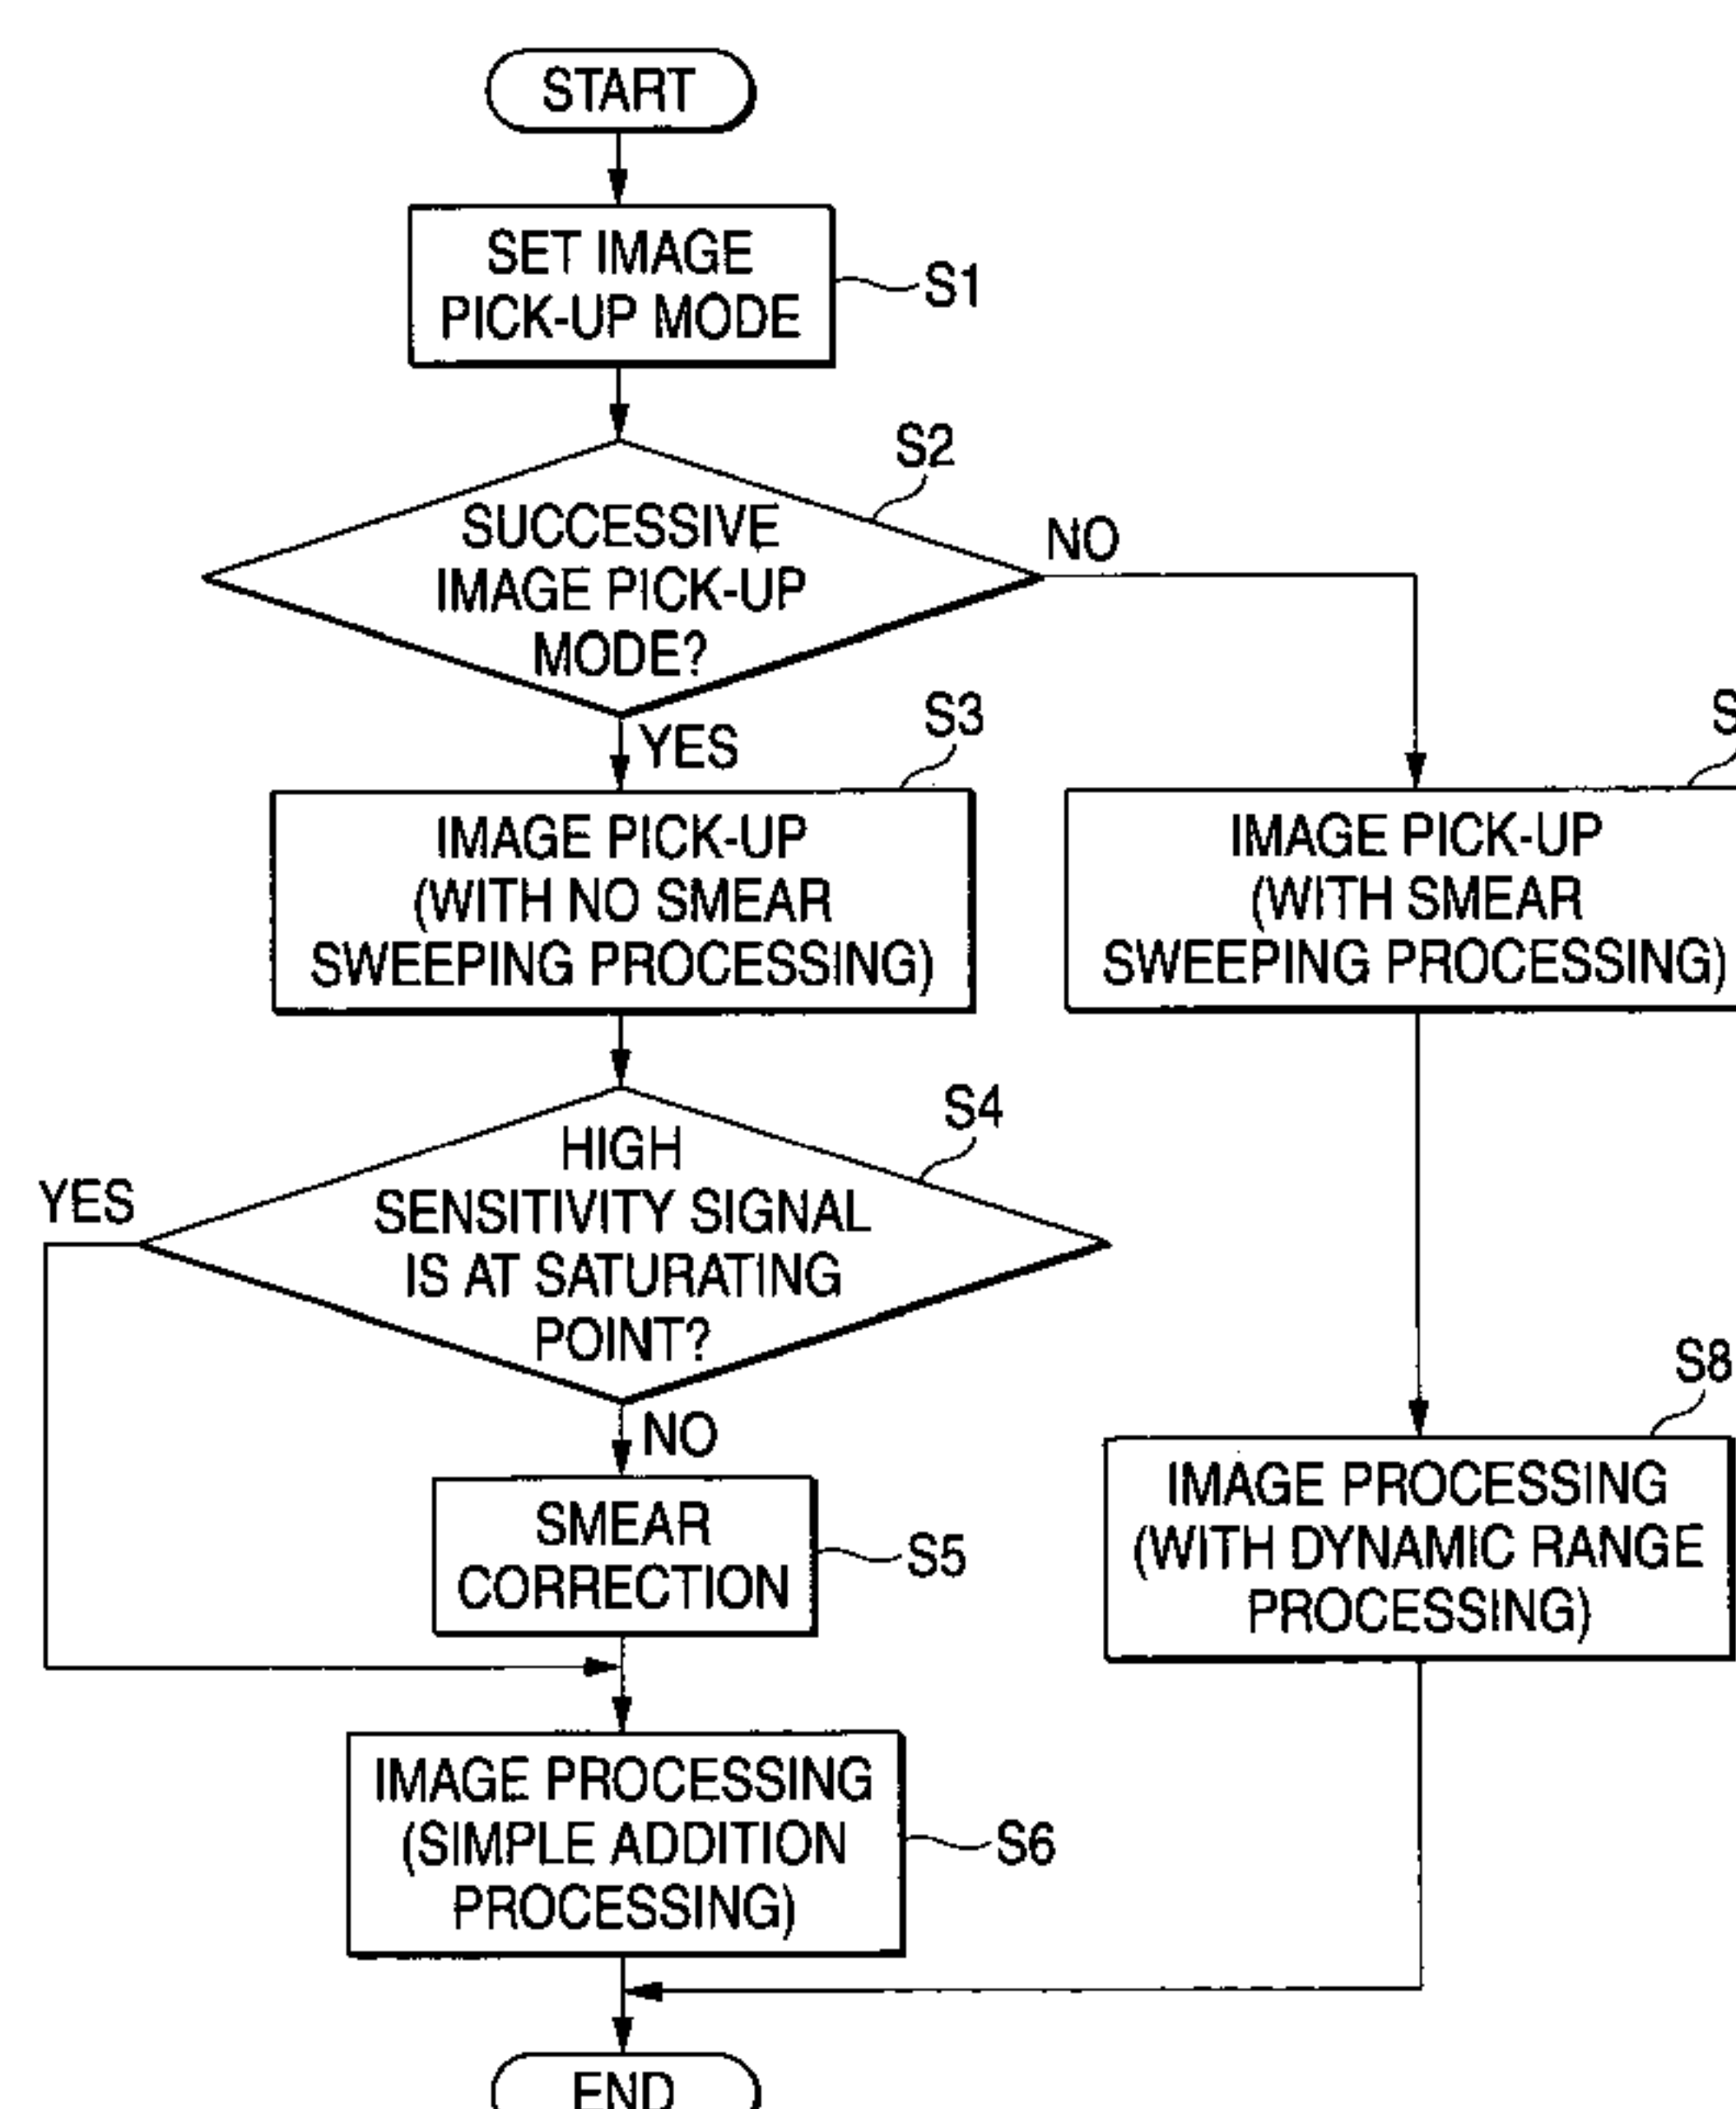 START
SET IMAGE
PICK-UP MODE
S1
S2
SUCCESSIVE
IMAGE PICK-UP
MODE?
NO
YES
S3
IMAGE PICK-UP
(WITH NO SMEAR
SWEEPING PROCESSING)
IMAGE PICK-UP
(WITH SMEAR
SWEEPING PROCESSING)
S4
HIGH
SENSITIVITY SIGNAL
IS AT SATURATING
POINT?
YES
NO
SMEAR
CORRECTION
S5
S8
IMAGE PROCESSING
(WITH DYNAMIC RANGE
PROCESSING)
IMAGE PROCESSING
(SIMPLE ADDITION
PROCESSING)
S6
END